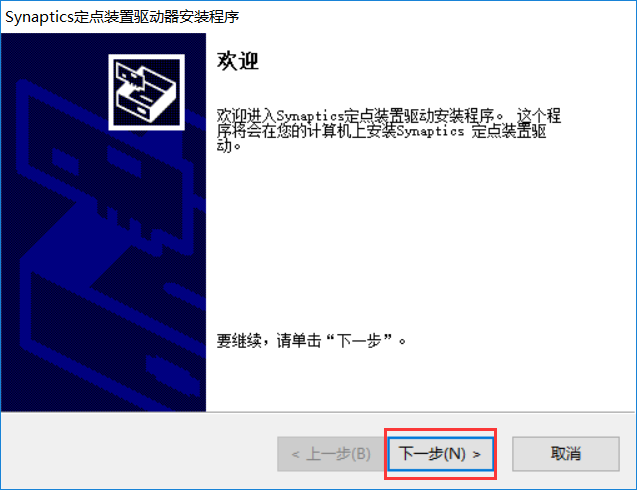 Synaptics定点装置驱动器安装程序
欢迎
欢迎进入Synaptics定点装置驱动安装程序。 这个程
序将会在您的计算机上安装Synaptics 定点装置驱
动。
要继续，请单击“下一步”。
< 上一步(B)
下一步(N) >
取消